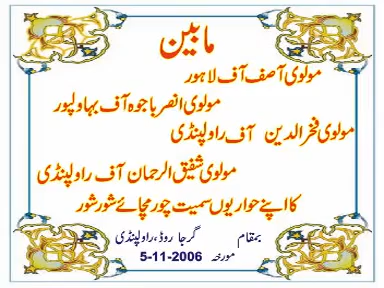 مابین
مولوی آصف آف لاہور
مولوی انصر باجوہ آف بہاولپور
مولوی فخر الدین آف راولپنڈی
مولوی شفیق الرحمان آف راولپنڈی
کا اپنے حواریوں سمیت چور مچائے شور شور
بمقام گرجا روڈ، راولپنڈی
مورخہ 5-11-2006